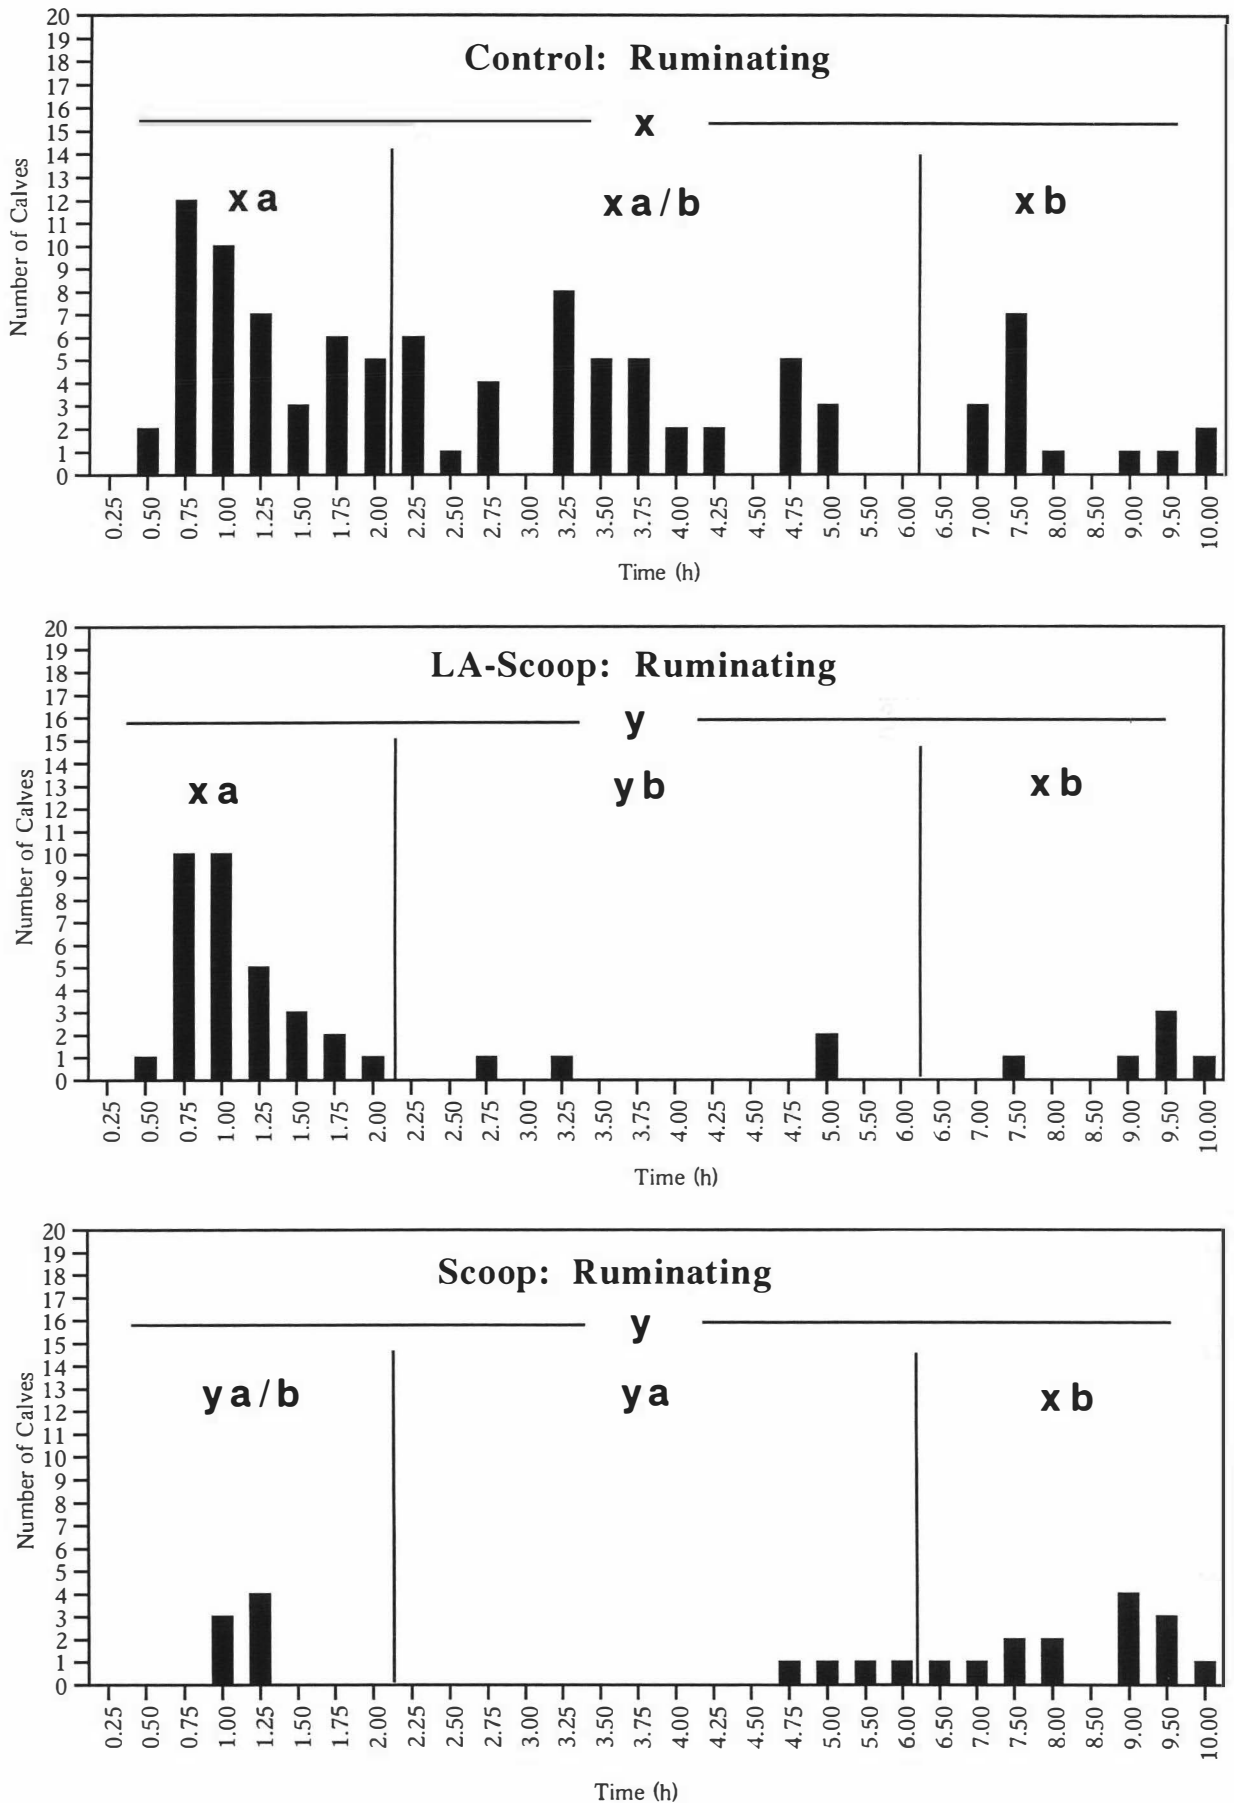 Control: Ruminating
x
xa
xa/b
xb
Number of Calves
20
19
18
17
16
15
14
13
12
11
10
9
8
7
6
5
4
3
2
1
0
0.25 0.50 0.75 1.00 1.25 1.50 1.75 2.00 2.25 2.50 2.75 3.00 3.25 3.50 3.75 4.00 4.25 4.50 4.75 5.00 5.50 6.00 6.50 7.00 7.50 8.00 8.50 9.00 9.50 10.00
Time (h)
LA-Scoop: Ruminating
y
xa
yb
xb
Number of Calves
20
19
18
17
16
15
14
13
12
11
10
9
8
7
6
5
4
3
2
1
0
0.25 0.50 0.75 1.00 1.25 1.50 1.75 2.00 2.25 2.50 2.75 3.00 3.25 3.50 3.75 4.00 4.25 4.50 4.75 5.00 5.50 6.00 6.50 7.00 7.50 8.00 8.50 9.00 9.50 10.00
Time (h)
Scoop: Ruminating
y
ya/b
ya
xb
Number of Calves
20
19
18
17
16
15
14
13
12
11
10
9
8
7
6
5
4
3
2
1
0
0.25 0.50 0.75 1.00 1.25 1.50 1.75 2.00 2.25 2.50 2.75 3.00 3.25 3.50 3.75 4.00 4.25 4.50 4.75 5.00 5.50 6.00 6.50 7.00 7.50 8.00 8.50 9.00 9.50 10.00
Time (h)